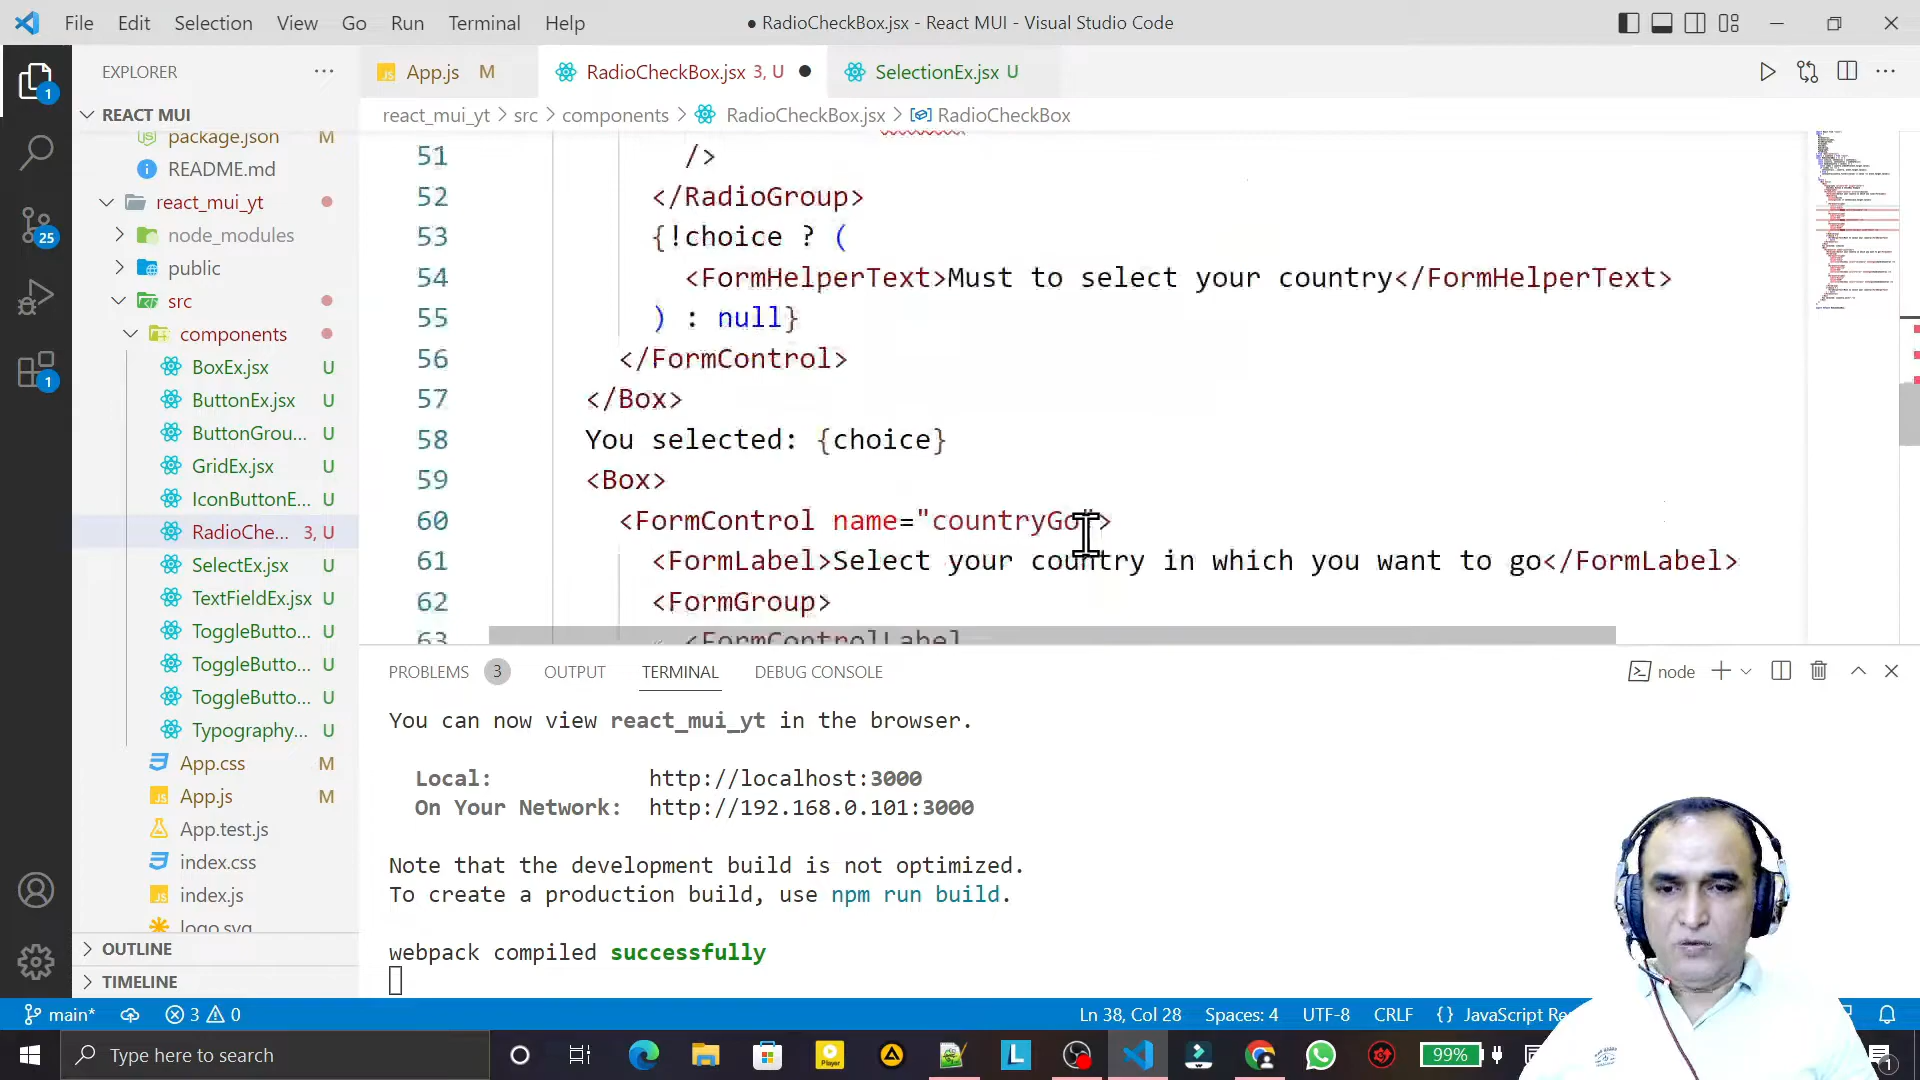 File Edit Selection View Go Run Terminal Help
● RadioCheckBox.jsx - React MUI - Visual Studio Code
EXPLORER
App.js M
RadioCheckBox.jsx 3, U ●
SelectionEx.jsx U
react_mui_yt > src > components > RadioCheckBox.jsx > RadioCheckBox
REACT MUI
package.json M
README.md
react_mui_yt
node_modules
public
src
components
BoxEx.jsx U
ButtonEx.jsx U
ButtonGrou... U
GridEx.jsx U
IconButtonE... U
RadioChe... 3, U
SelectEx.jsx U
TextFieldEx.jsx U
ToggleButto... U
ToggleButto... U
ToggleButto... U
Typography... U
App.css M
App.js M
App.test.js
index.css
index.js
logo.svg
OUTLINE
TIMELINE
1
25
1
51 />
52 </RadioGroup>
53 {!choice ? (
54 <FormHelperText>Must to select your country</FormHelperText>
55 ) : null}
56 </FormControl>
57 </Box>
58 You selected: {choice}
59 <Box>
60 <FormControl name="countryGo">
61 <FormLabel>Select your country in which you want to go</FormLabel>
62 <FormGroup>
63 <FormControlLabel
PROBLEMS 3 OUTPUT TERMINAL DEBUG CONSOLE
node
You can now view react_mui_yt in the browser.
Local: http://localhost:3000
On Your Network: http://192.168.0.101:3000
Note that the development build is not optimized.
To create a production build, use npm run build.
webpack compiled successfully
main* 3 0
Ln 38, Col 28 Spaces: 4 UTF-8 CRLF {} JavaScript Re
Type here to search
L
Player
99%
1